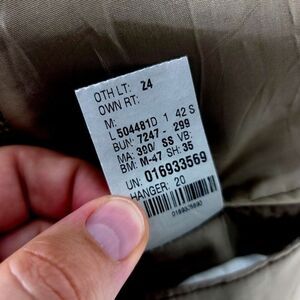 OTH LT: 24
OWN RT:
M:
L 504481D 1 42 S
BUN: 7247 - 299
MA: 390/ SS VB:
BM: M-47 SH: 35
UN: 016933569
HANGER: 20